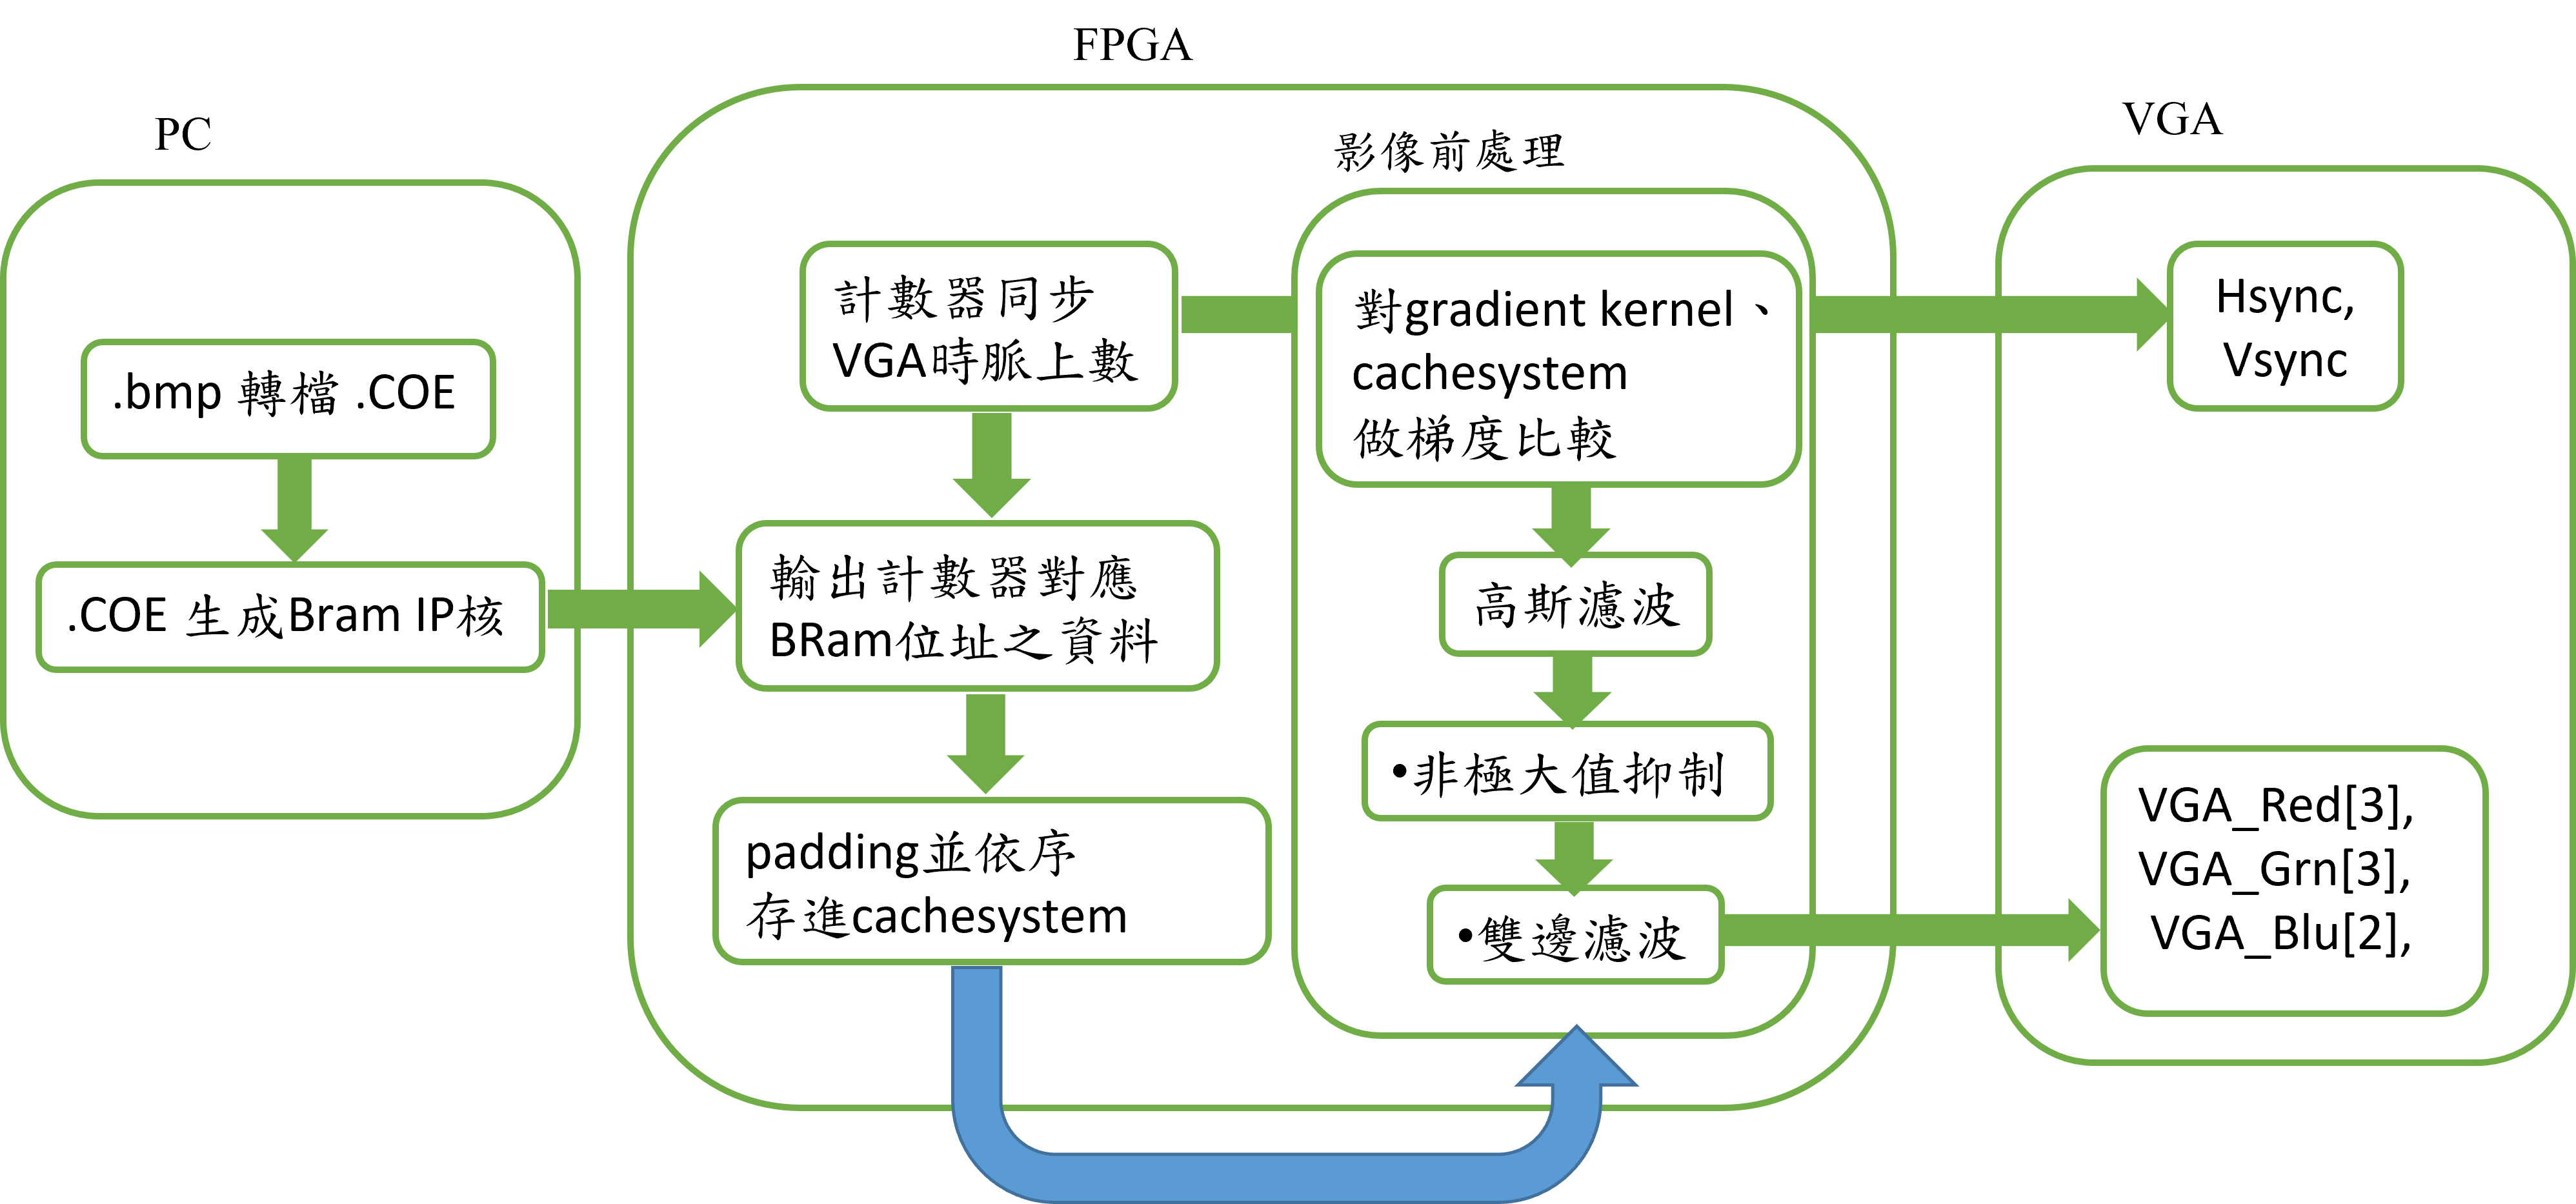 PC
.bmp 轉檔 .COE
.COE 生成Bram IP核
FPGA
計數器同步
VGA時脈上數
輸出計數器對應
BRam位址之資料
padding並依序
存進cachesystem
影像前處理
對gradient kernel、
cachesystem
做梯度比較
高斯濾波
•非極大值抑制
•雙邊濾波
VGA
Hsync,
Vsync
VGA_Red[3],
VGA_Grn[3],
VGA_Blu[2],